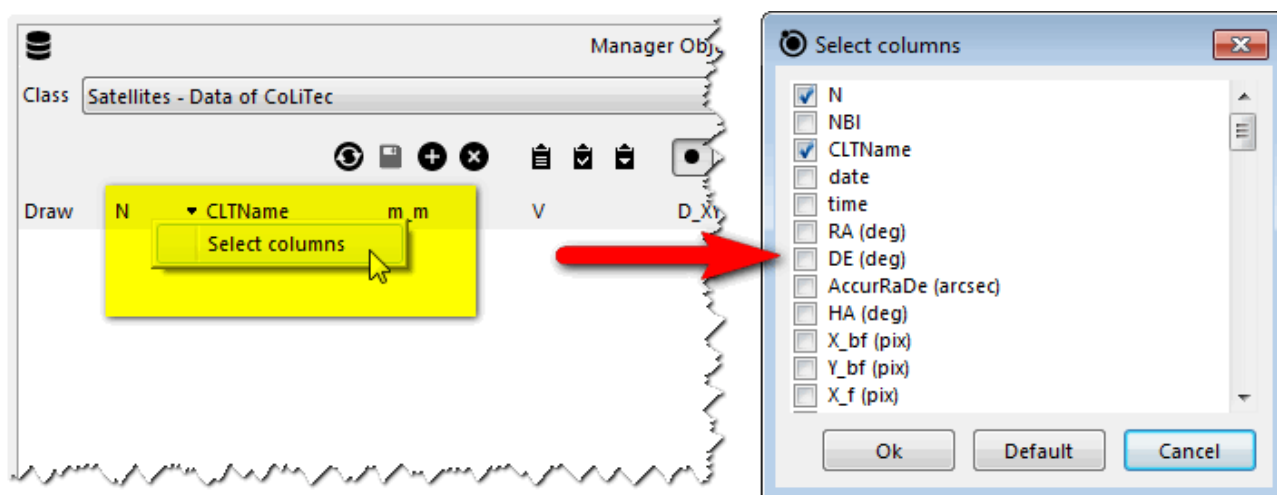 Manager Obj
Class Satellites - Data of CoLiTec
Draw N CLTName m_m V D_X
Select columns
Select columns
N
NBI
CLTName
date
time
RA (deg)
DE (deg)
AccurRaDe (arcsec)
HA (deg)
X_bf (pix)
Y_bf (pix)
X_f (pix)
Ok Default Cancel